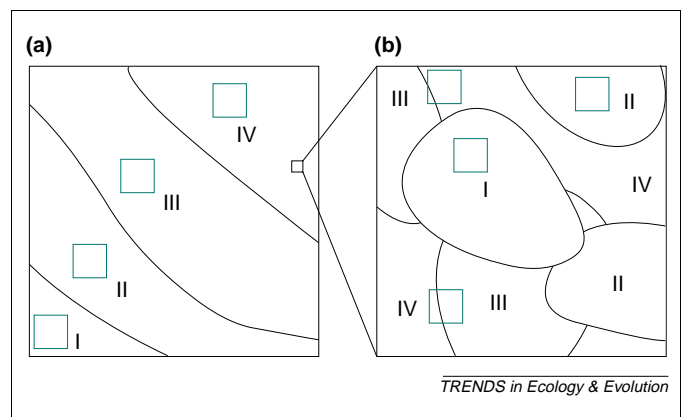 (a)
(b)
IV
III
II
I
III
II
I
IV
IV
III
II
TRENDS in Ecology & Evolution